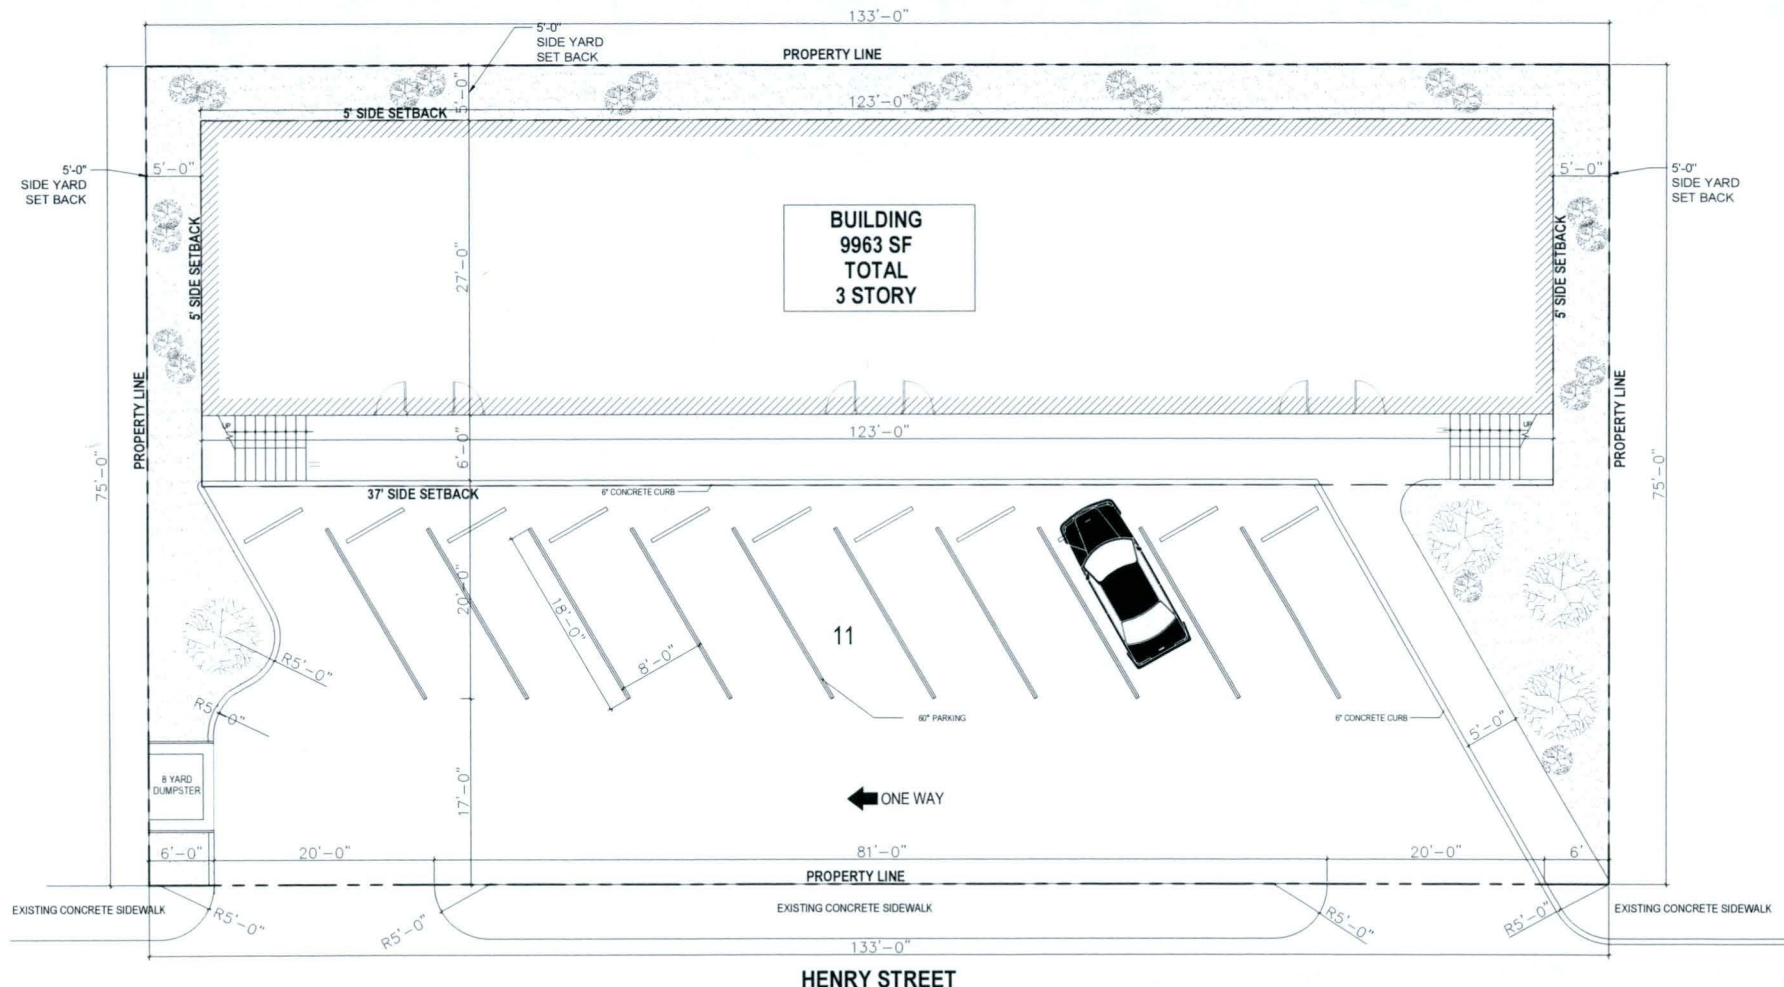 133'-0"
5'-0"
SIDE YARD
SET BACK
PROPERTY LINE
5'-0"
123'-0"
5' SIDE SETBACK
5'-0"
SIDE YARD
SET BACK
5'-0"
5'-0"
5'-0"
SIDE YARD
SET BACK
BUILDING
9963 SF
TOTAL
3 STORY
5' SIDE SETBACK
27'-0"
5' SIDE SETBACK
PROPERTY LINE
PROPERTY LINE
123'-0"
6'-0"
75'-0"
75'-0"
37' SIDE SETBACK
6" CONCRETE CURB
20'-0"
18'-0"
8'-0"
11
R5'-0"
R5'-0"
60° PARKING
6" CONCRETE CURB
5'-0"
8 YARD
DUMPSTER
17'-0"
ONE WAY
6'-0"
20'-0"
81'-0"
20'-0"
6'
PROPERTY LINE
EXISTING CONCRETE SIDEWALK
R5'-0"
R5'-0"
EXISTING CONCRETE SIDEWALK
R5'-0"
R5'-0"
EXISTING CONCRETE SIDEWALK
133'-0"
HENRY STREET